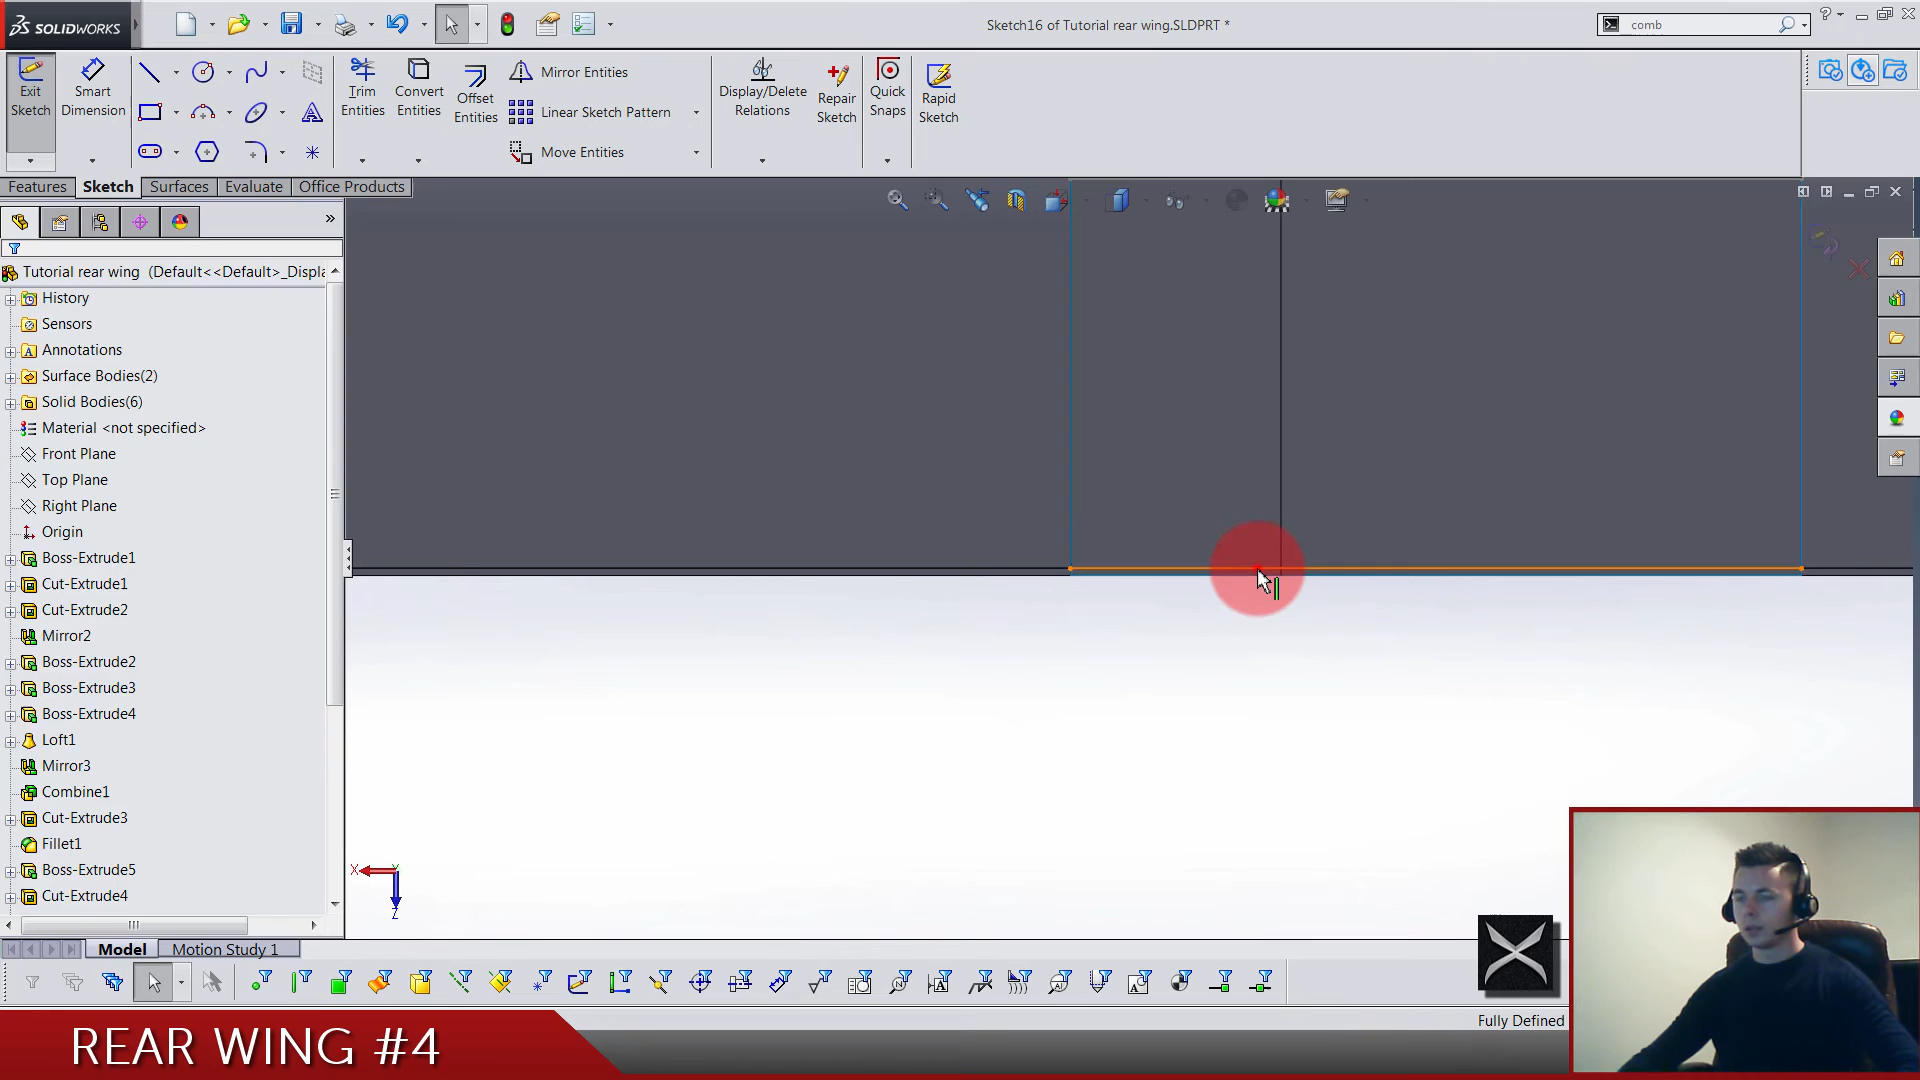 SOLIDWORKS
Sketch16 of Tutorial rear wing.SLDPRT *
comb
Exit Sketch
Smart Dimension
Trim Entities
Convert Entities
Offset Entities
Mirror Entities
Linear Sketch Pattern
Move Entities
Display/Delete Relations
Repair Sketch
Quick Snaps
Rapid Sketch
Features
Sketch
Surfaces
Evaluate
Office Products
Tutorial rear wing (Default<<Default>_Displa
History
Sensors
Annotations
Surface Bodies(2)
Solid Bodies(6)
Material <not specified>
Front Plane
Top Plane
Right Plane
Origin
Boss-Extrude1
Cut-Extrude1
Cut-Extrude2
Mirror2
Boss-Extrude2
Boss-Extrude3
Boss-Extrude4
Loft1
Mirror3
Combine1
Cut-Extrude3
Fillet1
Boss-Extrude5
Cut-Extrude4
X
Y
Z
Model
Motion Study 1
Fully Defined
REAR WING #4